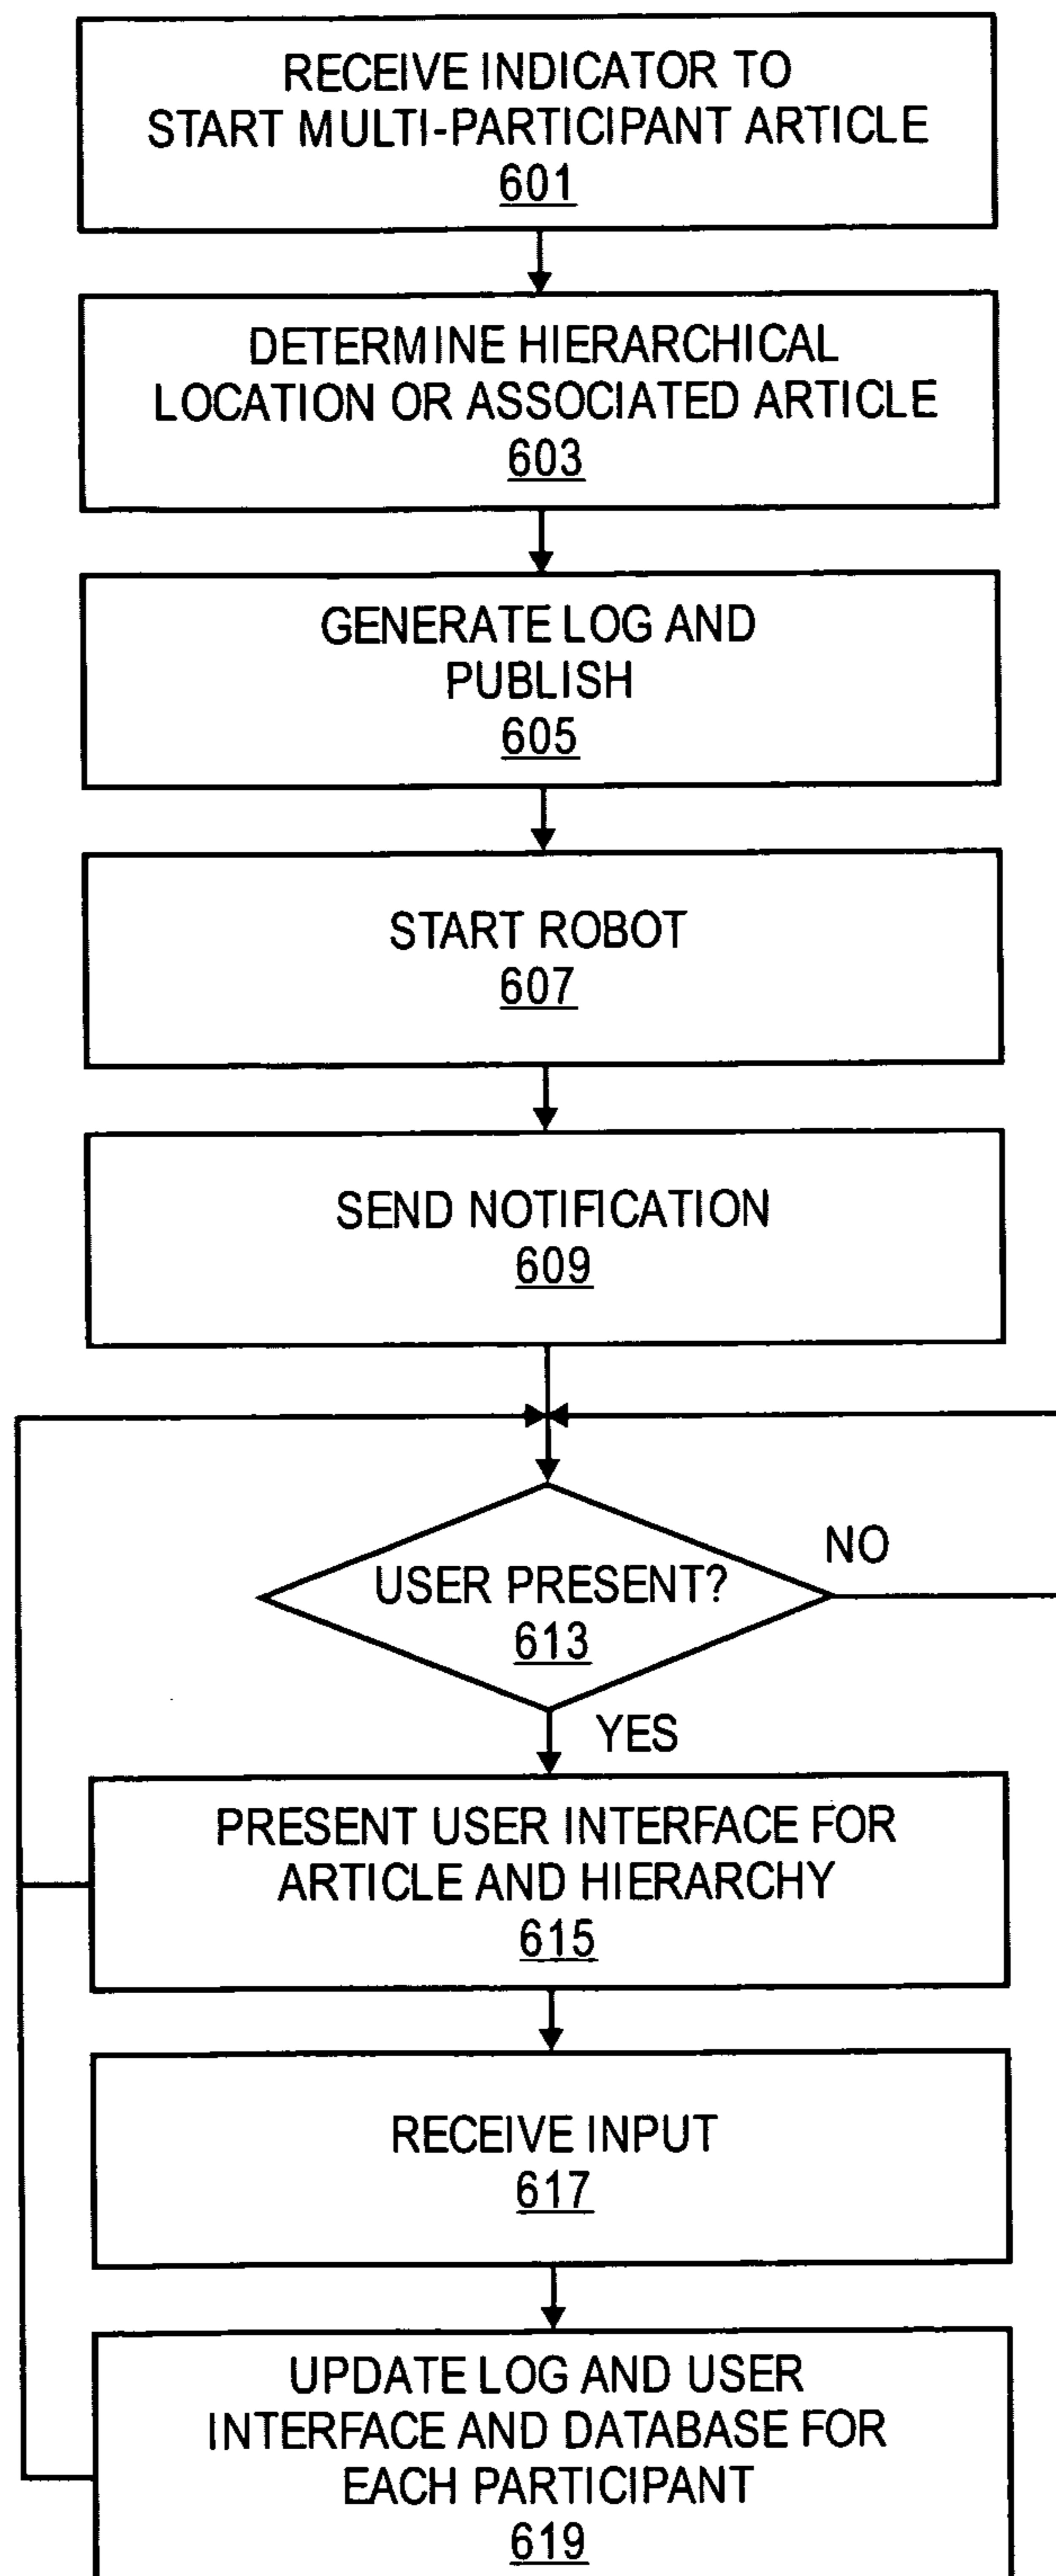 RECEIVE INDICATOR TO
START MULTI-PARTICIPANT ARTICLE
601
DETERMINE HIERARCHICAL
LOCATION OR ASSOCIATED ARTICLE
603
GENERATE LOG AND
PUBLISH
605
START ROBOT
607
SEND NOTIFICATION
609
USER PRESENT?
613
NO
YES
PRESENT USER INTERFACE FOR
ARTICLE AND HIERARCHY
615
RECEIVE INPUT
617
UPDATE LOG AND USER
INTERFACE AND DATABASE FOR
EACH PARTICIPANT
619